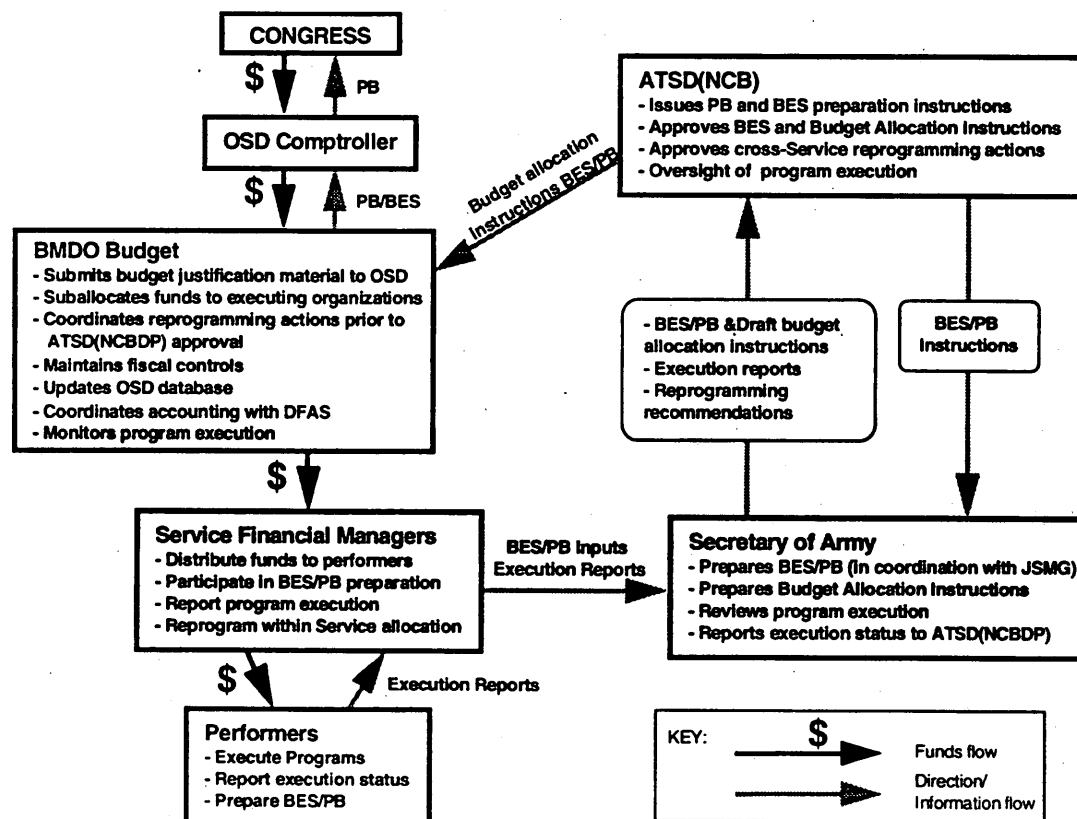 CONGRESS
$
PB
OSD Comptroller
$
PB/BES
Budget allocation
instructions BES/PB
ATSD(NCB)
- Issues PB and BES preparation instructions
- Approves BES and Budget Allocation Instructions
- Approves cross-Service reprogramming actions
- Oversight of program execution
BMDO Budget
- Submits budget justification material to OSD
- Suballocates funds to executing organizations
- Coordinates reprogramming actions prior to
ATSD(NCBDP) approval
- Maintains fiscal controls
- Updates OSD database
- Coordinates accounting with DFAS
- Monitors program execution
- BES/PB &Draft budget
allocation instructions
- Execution reports
- Reprogramming
recommendations
BES/PB
Instructions
$
Service Financial Managers
- Distribute funds to performers
- Participate in BES/PB preparation
- Report program execution
- Reprogram within Service allocation
BES/PB Inputs
Execution Reports
Secretary of Army
- Prepares BES/PB (in coordination with JSMG)
- Prepares Budget Allocation Instructions
- Reviews program execution
- Reports execution status to ATSD(NCBDP)
$
Execution Reports
Performers
- Execute Programs
- Report execution status
- Prepare BES/PB
KEY:
$
Funds flow
Direction/
Information flow